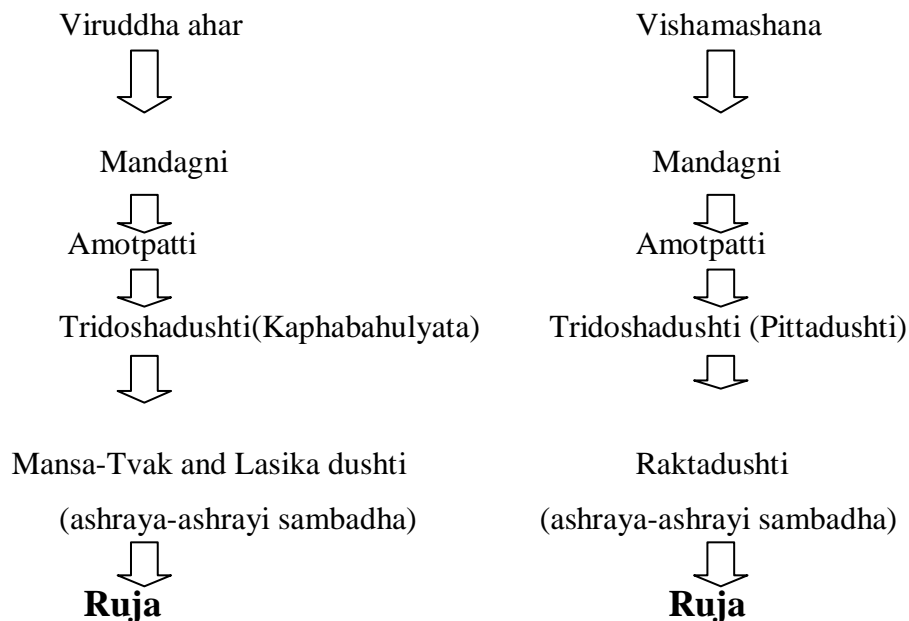 Viruddha ahar
Mandagni
Amotpatti
Tridoshadushti(Kaphabahulyata)
Mansa-Tvak and Lasika dushti
(ashraya-ashrayi sambadha)
Ruja
Vishamashana
Mandagni
Amotpatti
Tridoshadushti (Pittadushti)
Raktadushti
(ashraya-ashrayi sambadha)
Ruja